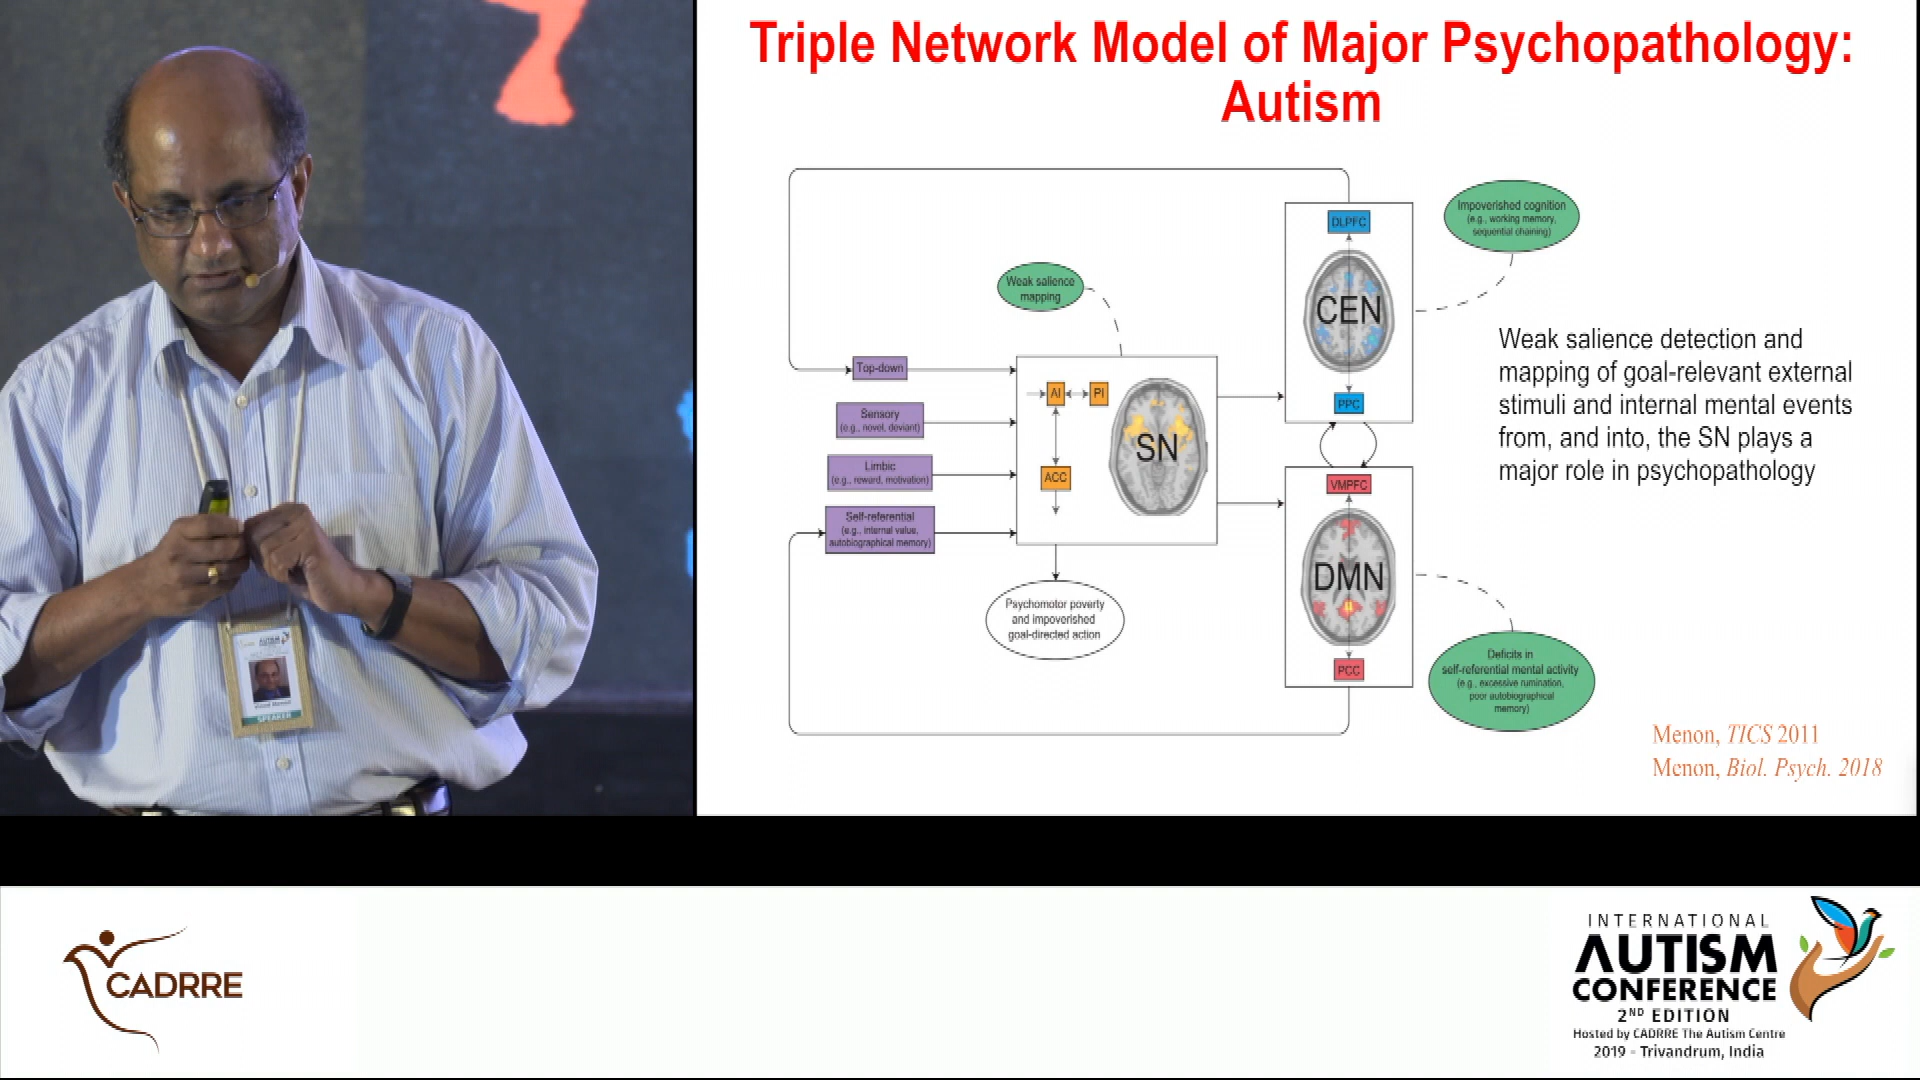 Triple Network Model of Major Psychopathology:
Autism
DLPFC
Impoverished cognition
(e.g., working memory,
sequential chaining)
CEN
Weak salience
mapping
PPC
Weak salience detection and
mapping of goal-relevant external
stimuli and internal mental events
from, and into, the SN plays a
major role in psychopathology
Top-down
Sensory
(e.g., novel, deviant)
Limbic
(e.g., reward, motivation)
Self-referential
(e.g., internal value,
autobiographical memory)
AI
PI
ACC
SN
Psychomotor poverty
and impoverished
goal-directed action
VMPFC
DMN
PCC
Deficits in
self-referential mental activity
(e.g., excessive rumination,
poor autobiographical
memory)
Menon, TICS 2011
Menon, Biol. Psych. 2018
AUTISM
Vinod Menon
SPEAKER
CADRRE
INTERNATIONAL
AUTISM
CONFERENCE
2ND EDITION
Hosted by CADRRE The Autism Centre
2019 - Trivandrum, India